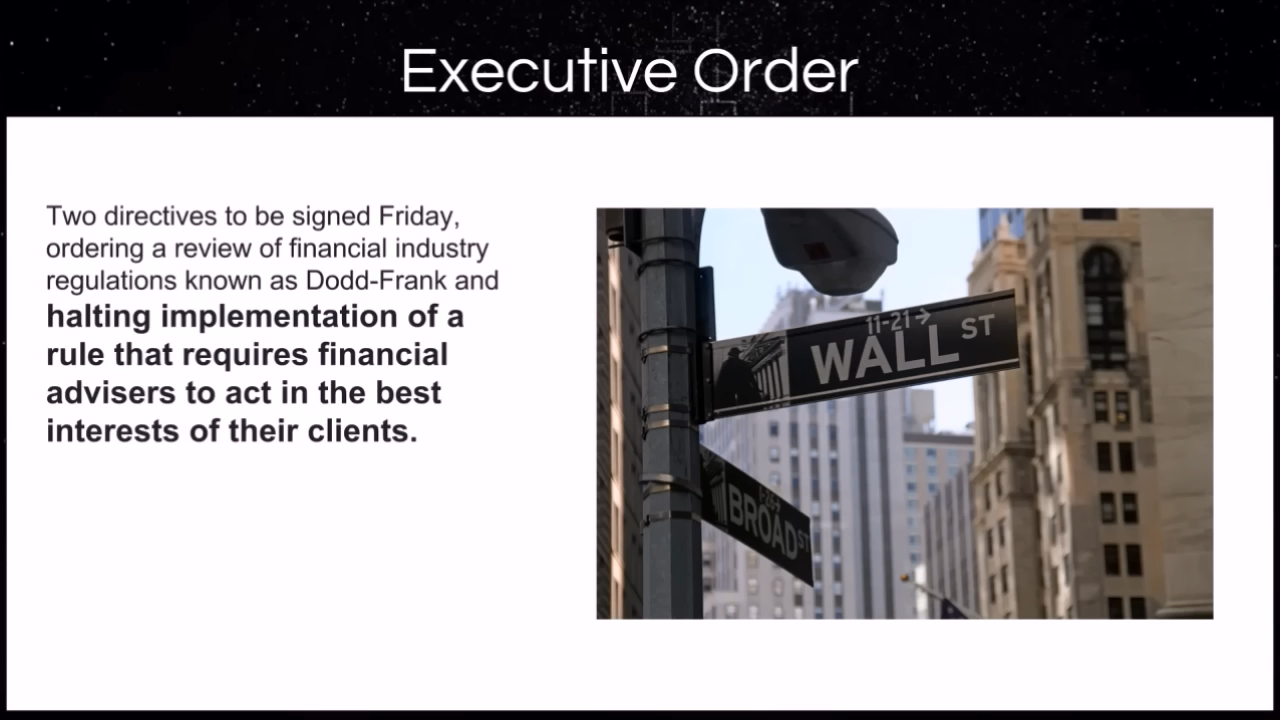 Executive Order
Two directives to be signed Friday,
ordering a review of financial industry
regulations known as Dodd-Frank and
halting implementation of a
rule that requires financial
advisers to act in the best
interests of their clients.
11-21→
WALL ST
BROAD ST